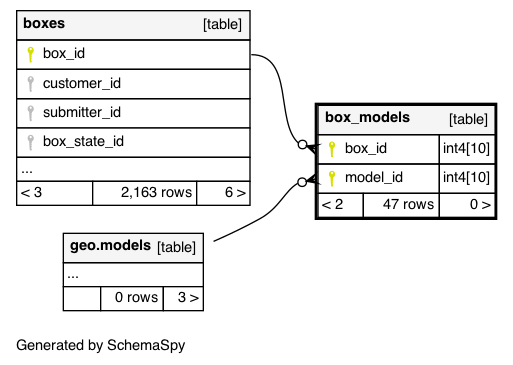 boxes [table]
box_id
customer_id
submitter_id
box_state_id
...
< 3 2,163 rows 6 >
box_models [table]
box_id int4[10]
model_id int4[10]
< 2 47 rows 0 >
geo.models [table]
...
0 rows 3 >
Generated by SchemaSpy